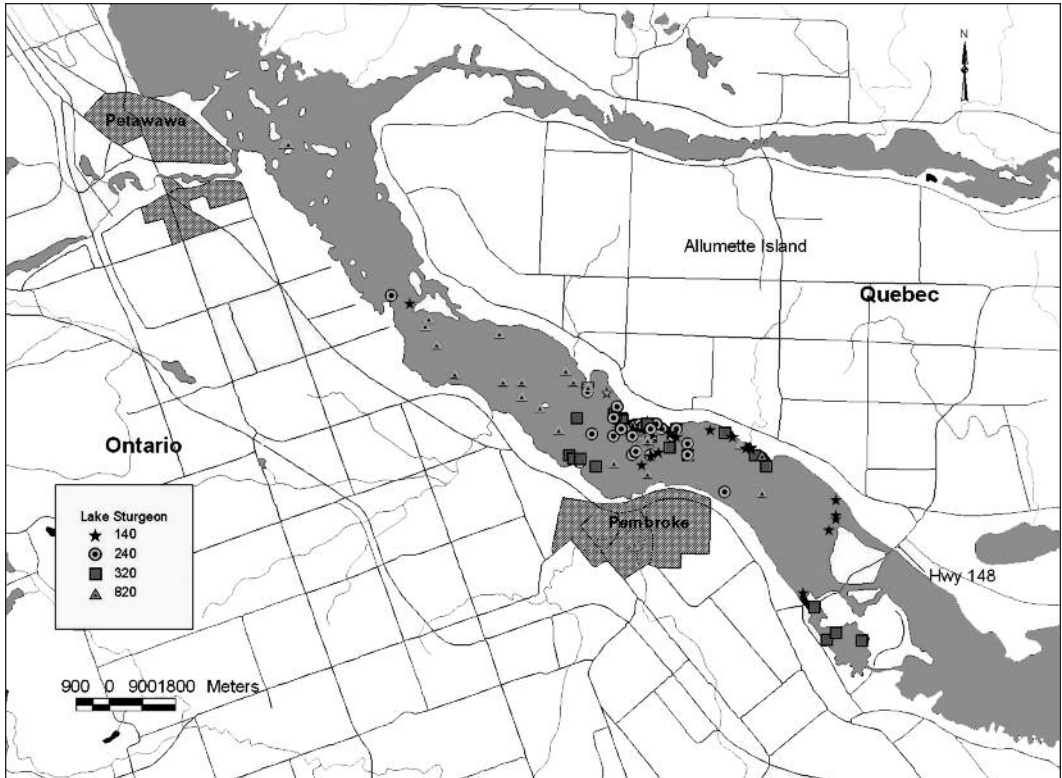 N
Petawawa
Allumette Island
Quebec
Ontario
Lake Sturgeon
140
240
320
820
Pembroke
Hwy 148
900 0 9001800 Meters